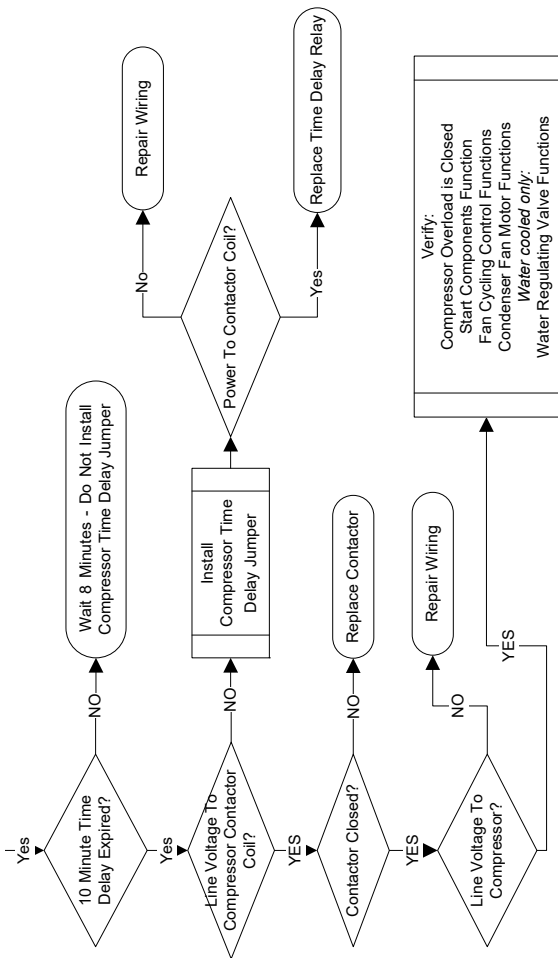 Yes
10 Minute Time
Delay Expired?
NO
Wait 8 Minutes - Do Not Install
Compressor Time Delay Jumper
Yes
Line Voltage To
Compressor Contactor
Coil?
NO
Install
Compressor Time
Delay Jumper
Power To Contactor Coil?
No
Repair Wiring
Yes
Replace Time Delay Relay
YES
Contactor Closed?
NO
Replace Contactor
YES
Line Voltage To
Compressor?
NO
Repair Wiring
YES
Verify:
Compressor Overload is Closed
Start Components Function
Fan Cycling Control Functions
Condenser Fan Motor Functions
Water cooled only:
Water Regulating Valve Functions